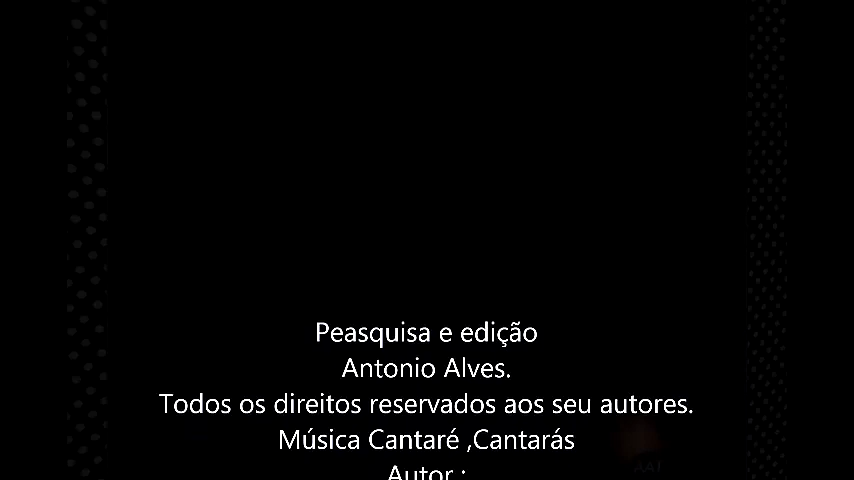 Peasquisa e edição
Antonio Alves.
Todos os direitos reservados aos seu autores.
Música Cantaré ,Cantarás
Autor :